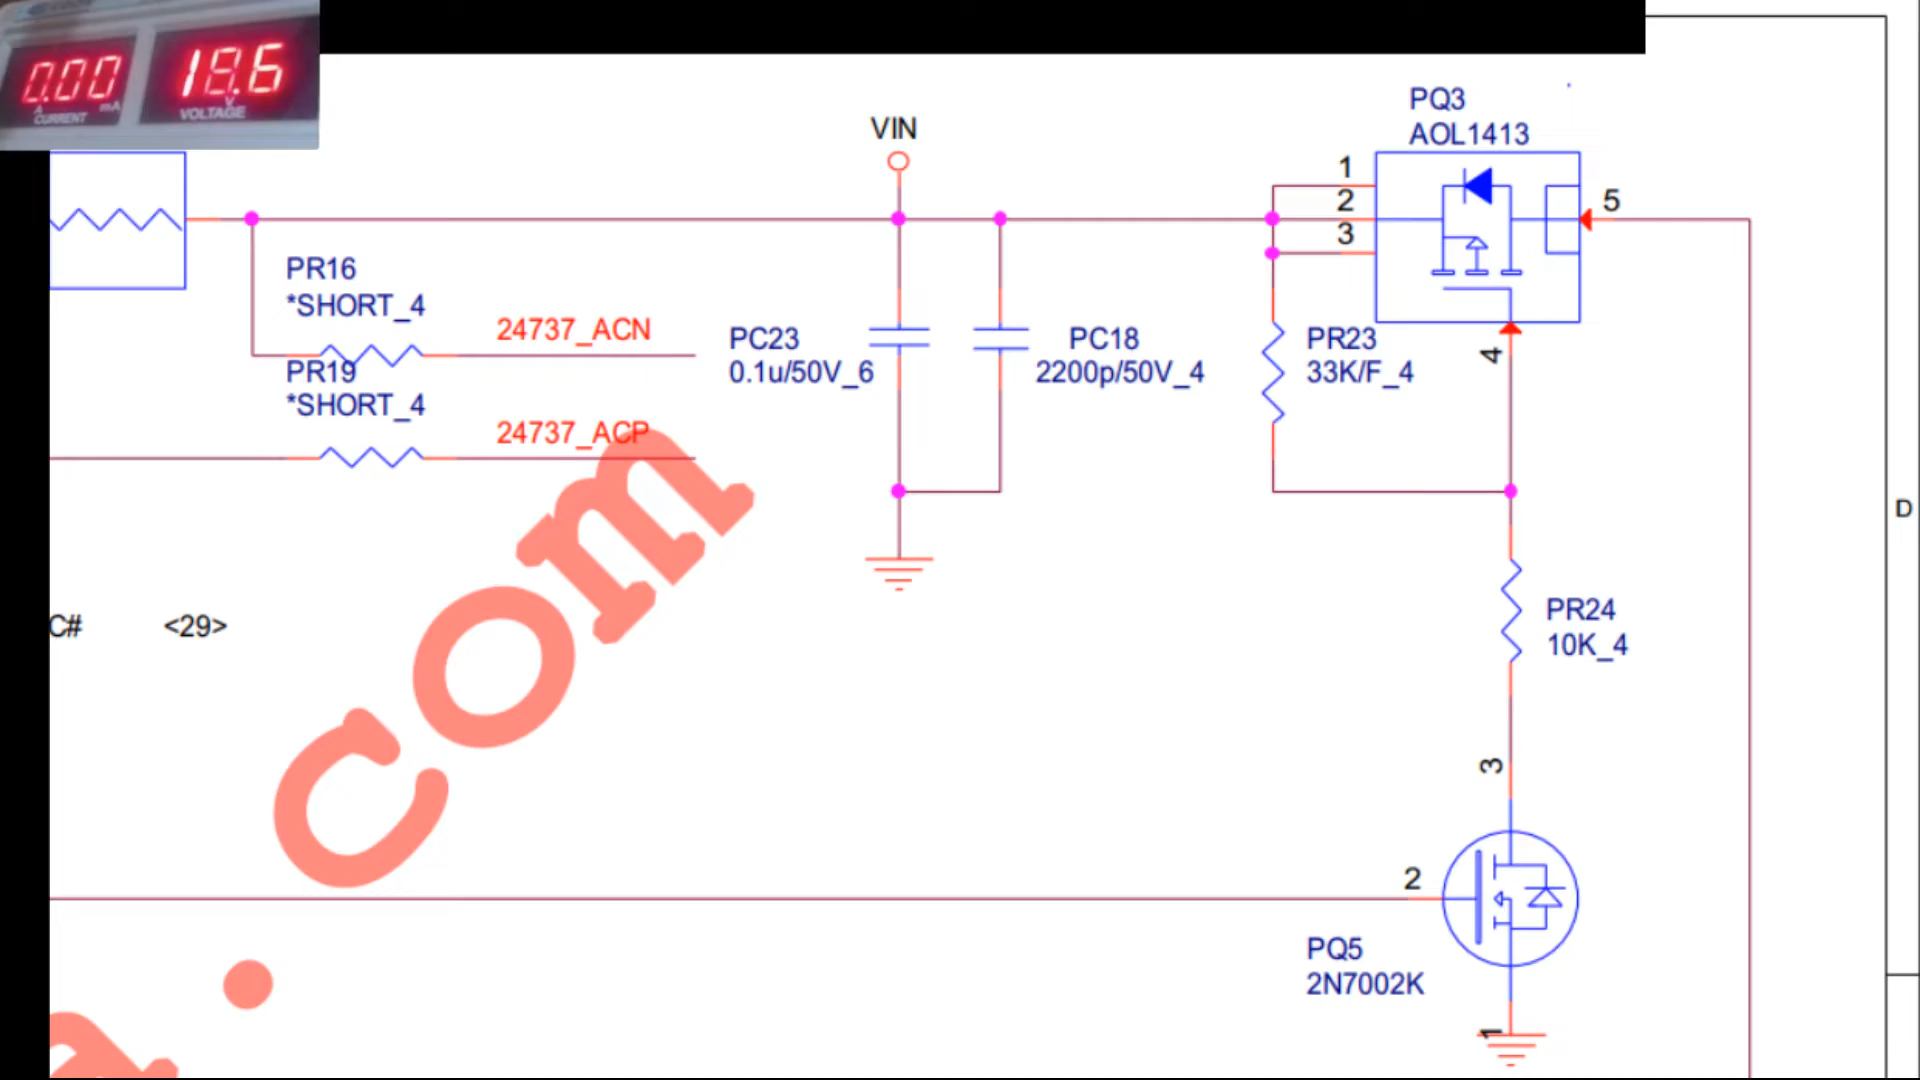 0.00
18.6
A
mA
V
CURRENT
VOLTAGE
VIN
PQ3
AOL1413
1
2
3
5
4
PR16
*SHORT_4
24737_ACN
PR19
*SHORT_4
24737_ACP
PC23
0.1u/50V_6
PC18
2200p/50V_4
PR23
33K/F_4
D
C# <29>
PR24
10K_4
3
2
PQ5
2N7002K
1
.com